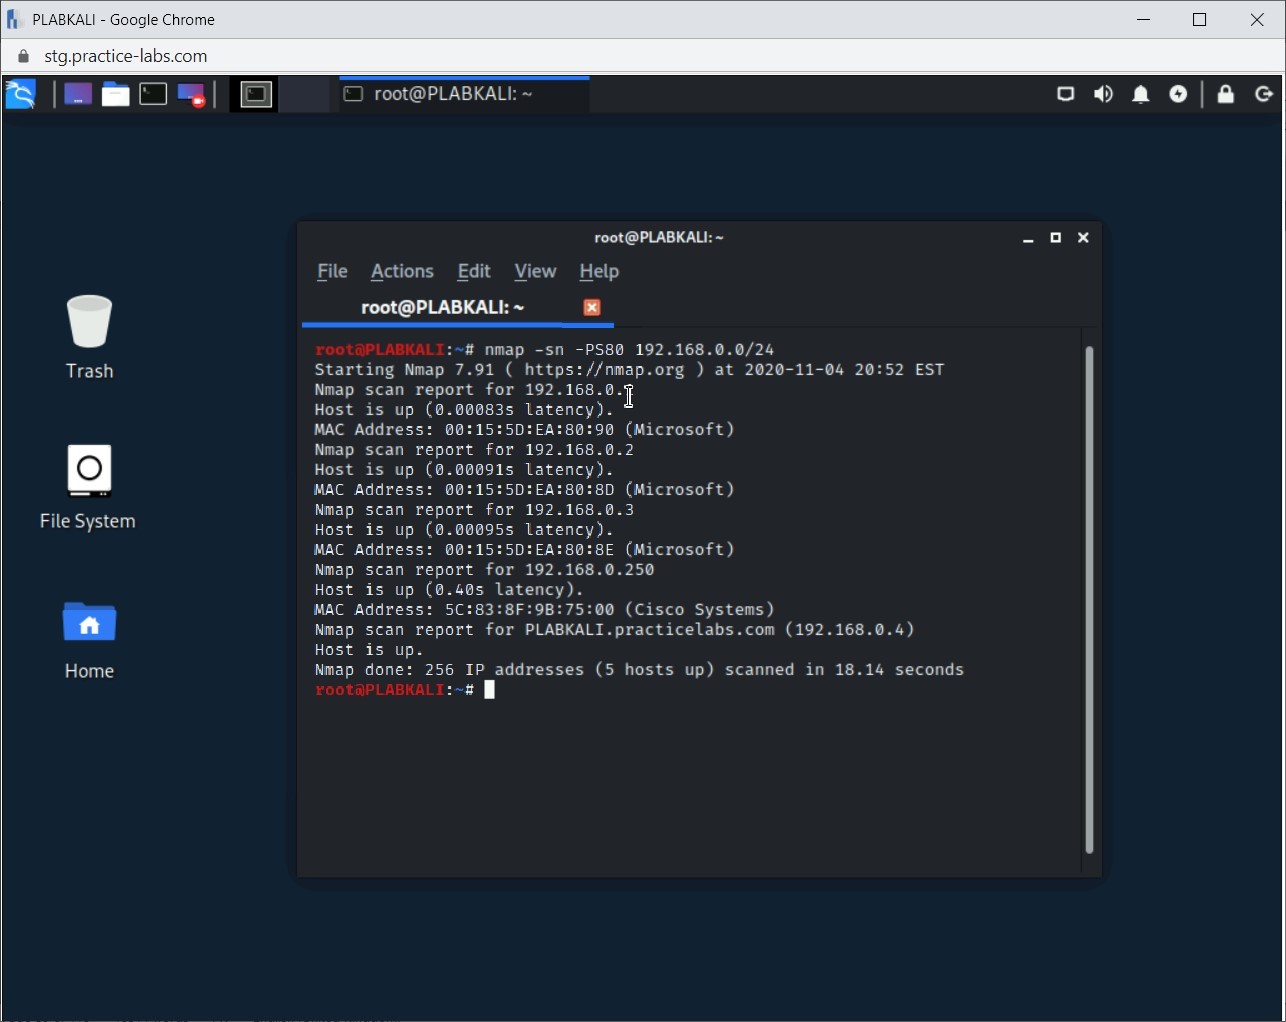 PLABKALI - Google Chrome
stg.practice-labs.com
root@PLABKALI: ~
root@PLABKALI: ~
File Actions Edit View Help
root@PLABKALI: ~
Trash
File System
Home
root@PLABKALI:~# nmap -sn -PS80 192.168.0.0/24
Starting Nmap 7.91 ( https://nmap.org ) at 2020-11-04 20:52 EST
Nmap scan report for 192.168.0.
Host is up (0.00083s latency).
MAC Address: 00:15:5D:EA:80:90 (Microsoft)
Nmap scan report for 192.168.0.2
Host is up (0.00091s latency).
MAC Address: 00:15:5D:EA:80:8D (Microsoft)
Nmap scan report for 192.168.0.3
Host is up (0.00095s latency).
MAC Address: 00:15:5D:EA:80:8E (Microsoft)
Nmap scan report for 192.168.0.250
Host is up (0.40s latency).
MAC Address: 5C:83:8F:9B:75:00 (Cisco Systems)
Nmap scan report for PLABKALI.practicelabs.com (192.168.0.4)
Host is up.
Nmap done: 256 IP addresses (5 hosts up) scanned in 18.14 seconds
root@PLABKALI:~#